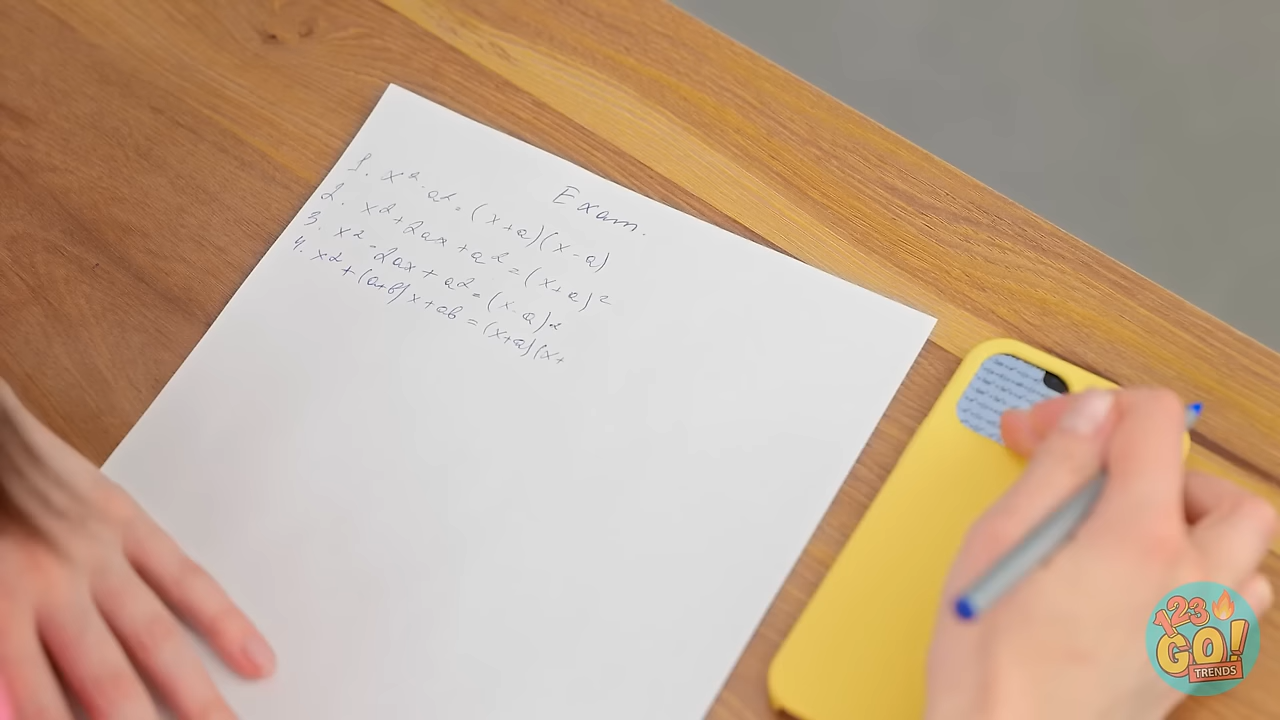 Exam.
1. x²-a²=(x+a)(x-a)
2. x²+2ax+a²=(x+a)²
3. x²-2ax+a²=(x-a)²
4. x²+(a+b)x+ab=(x+a)(x+
123
GO!
TRENDS